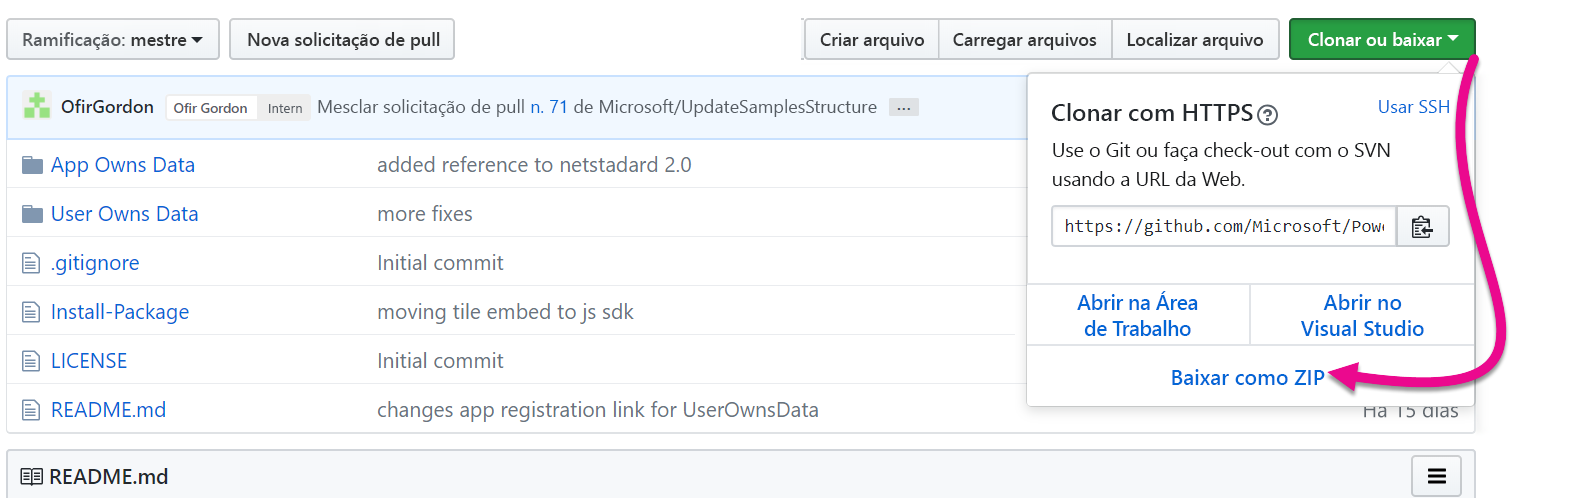 Ramificação: mestre
Nova solicitação de pull
Criar arquivo
Carregar arquivos
Localizar arquivo
Clonar ou baixar
OfirGordon
Ofir Gordon
Intern
Mesclar solicitação de pull n. 71 de Microsoft/UpdateSamplesStructure
...
Clonar com HTTPS
?
Usar SSH
Use o Git ou faça check-out com o SVN
usando a URL da Web.
https://github.com/Microsoft/Powe
Abrir na Área
de Trabalho
Abrir no
Visual Studio
Baixar como ZIP
App Owns Data
added reference to netstadard 2.0
User Owns Data
more fixes
.gitignore
Initial commit
Install-Package
moving tile embed to js sdk
LICENSE
Initial commit
README.md
changes app registration link for UserOwnsData
Há 15 dias
README.md